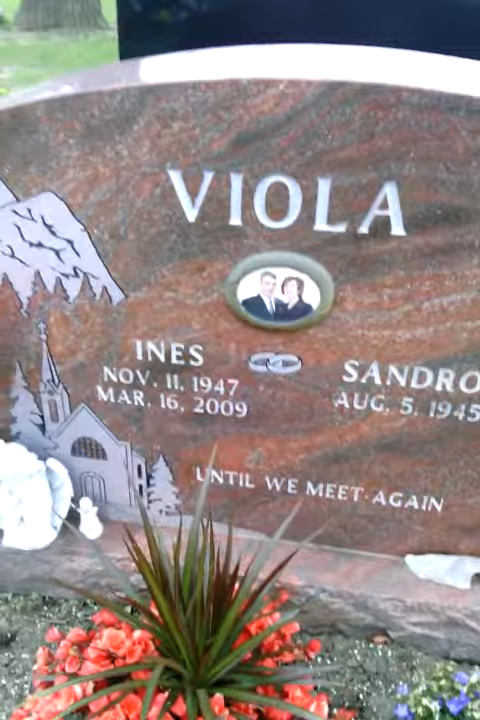 VIOLA
INES
NOV. 11, 1947
MAR. 16, 2009
SANDRO
AUG. 5, 1945
UNTIL WE MEET AGAIN